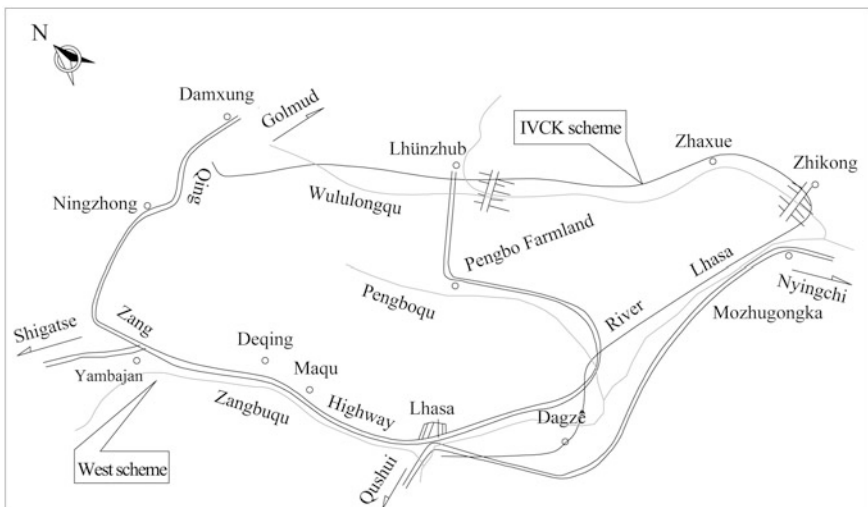 N
Damxung
Golmud
IVCK scheme
Lhünzhub
Zhaxue
Zhikong
Qing
Wululongqu
Ningzhong
Pengbo Farmland
Lhasa
Nyingchi
Pengboqu
River
Mozhugongka
Shigatse
Zang
Deqing
Yambajan
Maqu
Zangbuqu
Highway
Lhasa
Dagzê
West scheme
Qushui